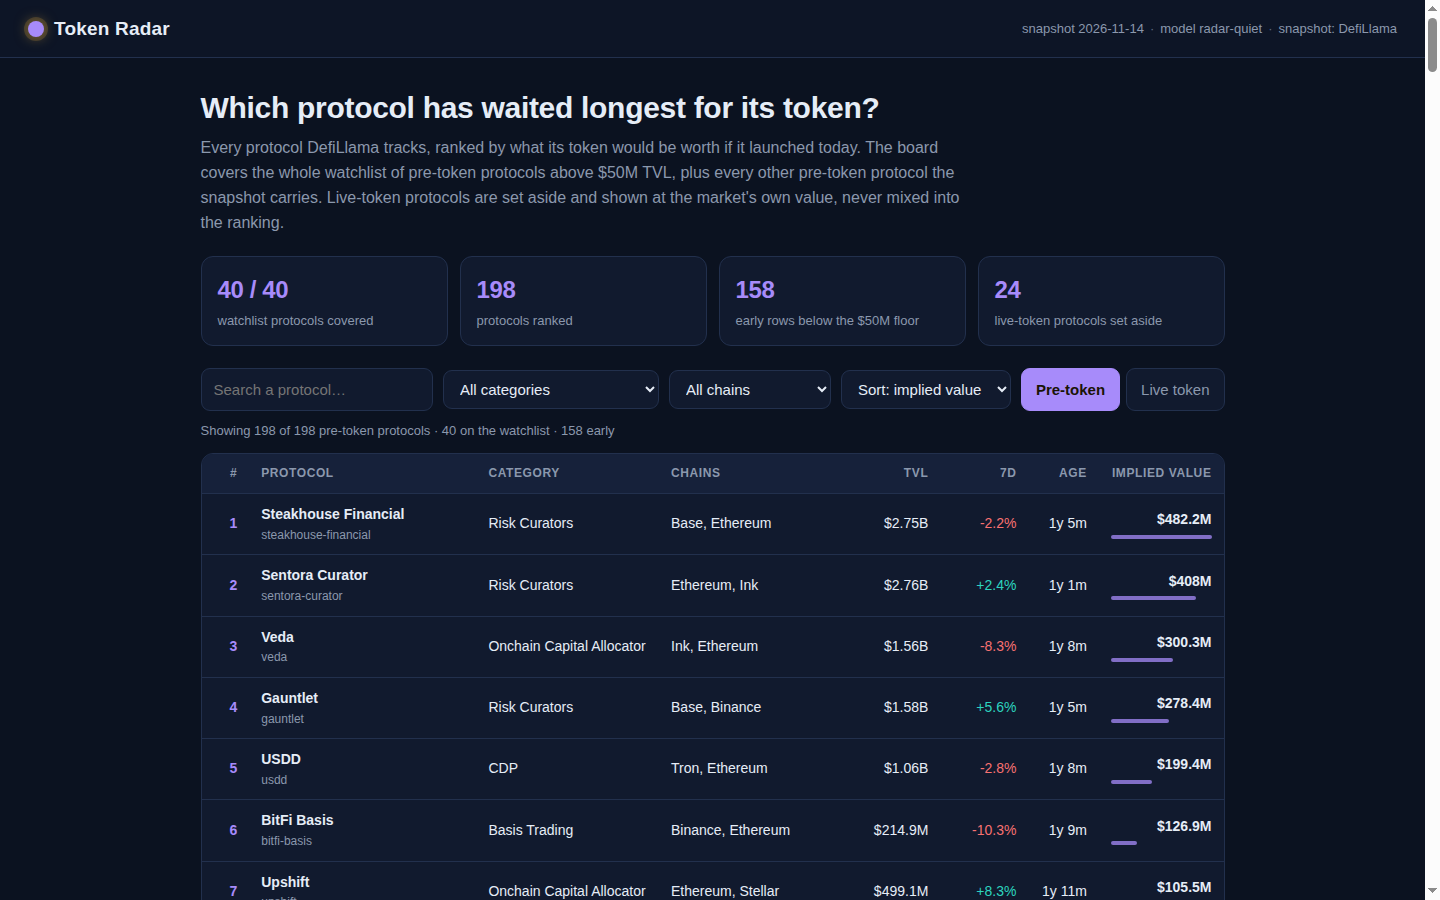 Token Radar
snapshot 2026-11-14 · model radar-quiet · snapshot: DefiLlama
Which protocol has waited longest for its token?
Every protocol DefiLlama tracks, ranked by what its token would be worth if it launched today. The board
covers the whole watchlist of pre-token protocols above $50M TVL, plus every other pre-token protocol the
snapshot carries. Live-token protocols are set aside and shown at the market's own value, never mixed into
the ranking.
40 / 40
watchlist protocols covered
198
protocols ranked
158
early rows below the $50M floor
24
live-token protocols set aside
Search a protocol…
All categories
All chains
Sort: implied value
Pre-token
Live token
Showing 198 of 198 pre-token protocols · 40 on the watchlist · 158 early
# PROTOCOL CATEGORY CHAINS TVL 7D AGE IMPLIED VALUE
1 Steakhouse Financial Risk Curators Base, Ethereum $2.75B -2.2% 1y 5m $482.2M
steakhouse-financial
2 Sentora Curator Risk Curators Ethereum, Ink $2.76B +2.4% 1y 1m $408M
sentora-curator
3 Veda Onchain Capital Allocator Ink, Ethereum $1.56B -8.3% 1y 8m $300.3M
veda
4 Gauntlet Risk Curators Base, Binance $1.58B +5.6% 1y 5m $278.4M
gauntlet
5 USDD CDP Tron, Ethereum $1.06B -2.8% 1y 8m $199.4M
usdd
6 BitFi Basis Basis Trading Binance, Ethereum $214.9M -10.3% 1y 9m $126.9M
bitfi-basis
7 Upshift Onchain Capital Allocator Ethereum, Stellar $499.1M +8.3% 1y 11m $105.5M